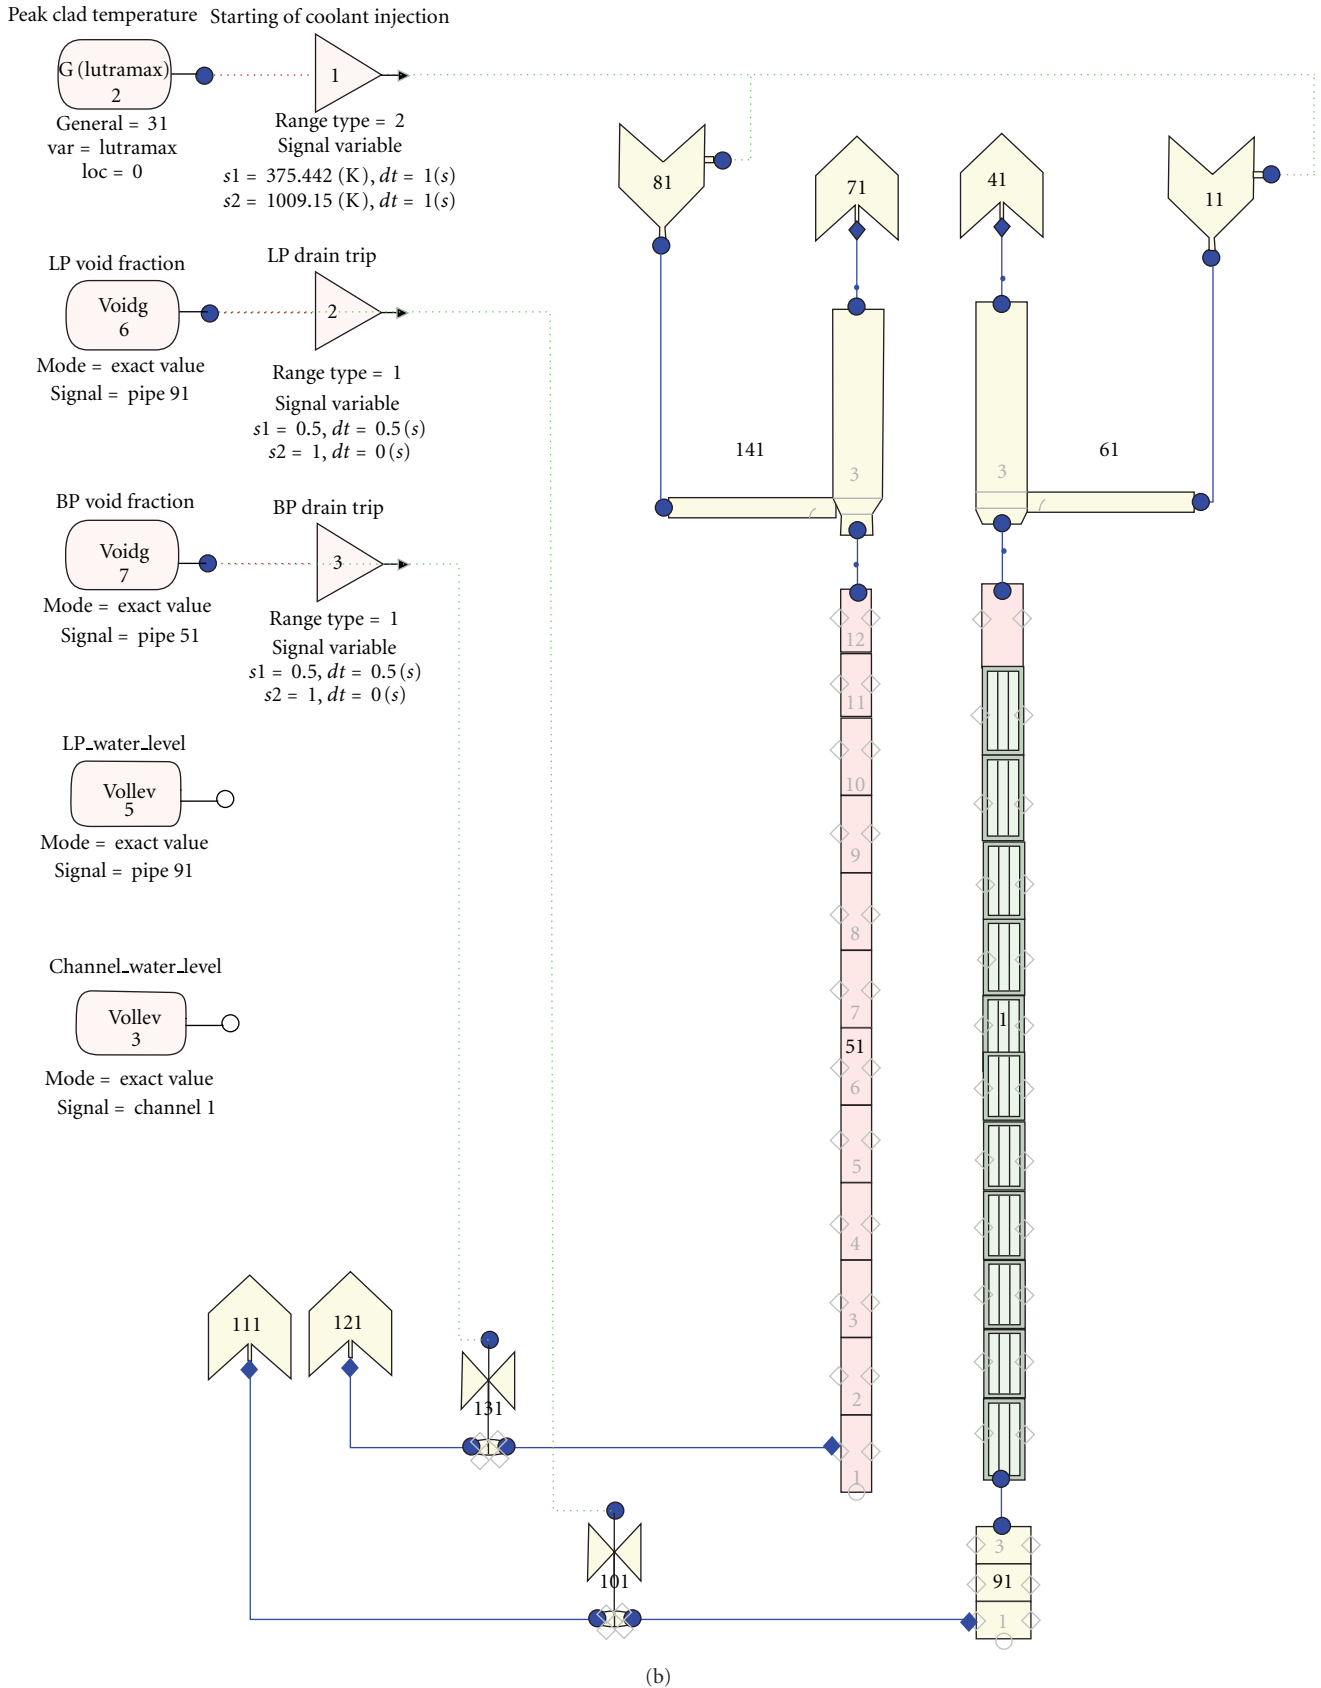 Peak clad temperature
Starting of coolant injection
G (lutramax)
2
1
General = 31
var = lutramax
loc = 0
Range type = 2
Signal variable
s1 = 375.442 (K), dt = 1(s)
s2 = 1009.15 (K), dt = 1(s)
81
71
41
11
LP void fraction
LP drain trip
Voidg
6
2
Mode = exact value
Signal = pipe 91
Range type = 1
Signal variable
s1 = 0.5, dt = 0.5(s)
s2 = 1, dt = 0(s)
141
3
3
61
BP void fraction
BP drain trip
Voidg
7
3
Mode = exact value
Signal = pipe 51
Range type = 1
Signal variable
s1 = 0.5, dt = 0.5(s)
s2 = 1, dt = 0(s)
LP_water_level
Vollev
5
Mode = exact value
Signal = pipe 91
Channel_water_level
Vollev
3
Mode = exact value
Signal = channel 1
12
11
10
9
8
7
51
6
5
4
3
2
1
1
111
121
131
101
3
91
1
(b)